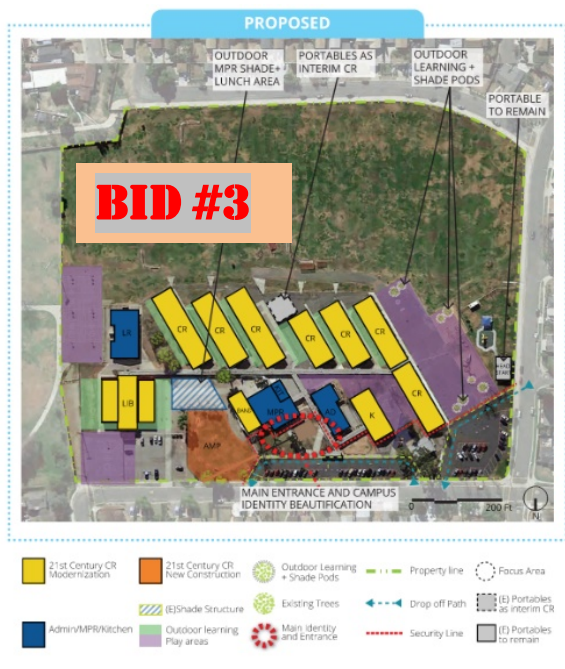 PROPOSED
OUTDOOR
MPR SHADE+
LUNCH AREA
PORTABLES AS
INTERIM CR
OUTDOOR
LEARNING +
SHADE PODS
PORTABLE
TO REMAIN
BID #3
LR
CR
CR
CR
CR
CR
CR
LIB
BAND
MPR
AD
K
CR
AMP
MAIN ENTRANCE AND CAMPUS
IDENTITY BEAUTIFICATION
0
200 Ft
N
21st Century CR
Modernization
21st Century CR
New Construction
Outdoor Learning
+ Shade Pods
Property line
Focus Area
(E)Shade Structure
Existing Trees
Drop off Path
(E) Portables
as interim CR
Admin/MPR/Kitchen
Outdoor learning
Play areas
Main Identity
and Entrance
Security Line
(E) Portables
to remain